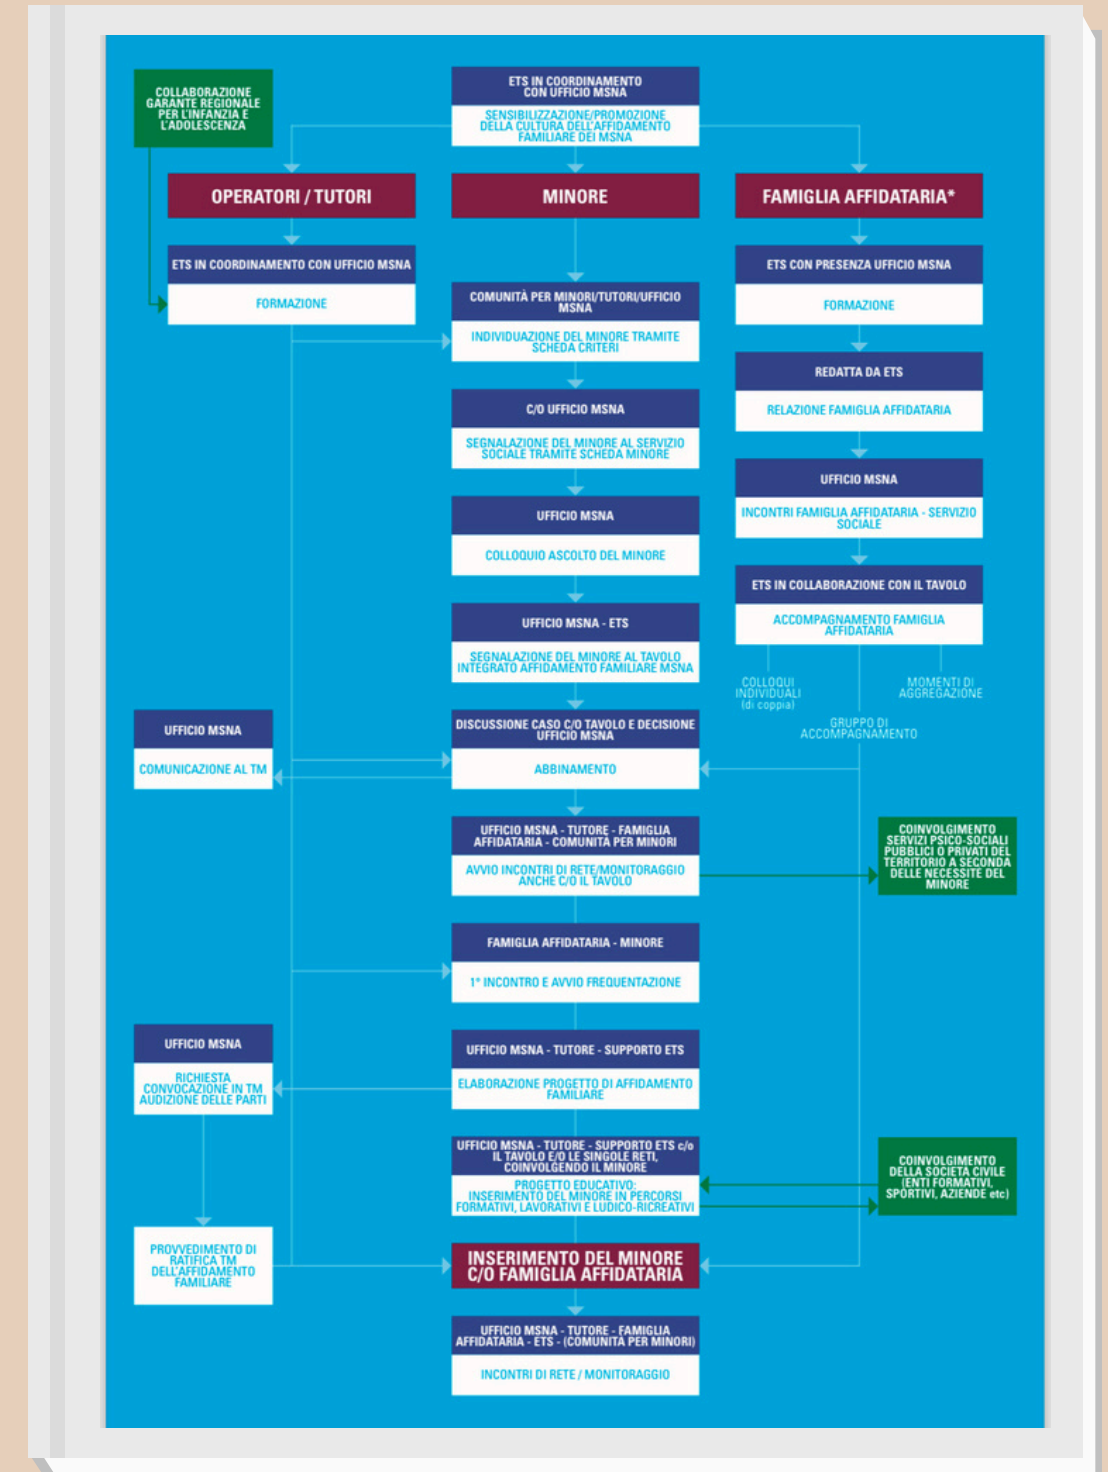 COLLABORAZIONE
GARANTE REGIONALE
PER L'INFANZIA E
L'ADOLESCENZA
ETS IN COORDINAMENTO
CON UFFICIO MSNA
SENSIBILIZZAZIONE/PROMOZIONE
DELLA CULTURA DELL'AFFIDAMENTO
FAMILIARE DEI MSNA
OPERATORI / TUTORI
MINORE
FAMIGLIA AFFIDATARIA*
ETS IN COORDINAMENTO CON UFFICIO MSNA
FORMAZIONE
ETS CON PRESENZA UFFICIO MSNA
FORMAZIONE
COMUNITÀ PER MINORI/TUTORI/UFFICIO
MSNA
INDIVIDUAZIONE DEL MINORE TRAMITE
SCHEDA CRITERI
REDATTA DA ETS
RELAZIONE FAMIGLIA AFFIDATARIA
C/O UFFICIO MSNA
SEGNALAZIONE DEL MINORE AL SERVIZIO
SOCIALE TRAMITE SCHEDA MINORE
UFFICIO MSNA
INCONTRI FAMIGLIA AFFIDATARIA - SERVIZIO
SOCIALE
UFFICIO MSNA
COLLOQUIO ASCOLTO DEL MINORE
ETS IN COLLABORAZIONE CON IL TAVOLO
ACCOMPAGNAMENTO FAMIGLIA
AFFIDATARIA
UFFICIO MSNA - ETS
SEGNALAZIONE DEL MINORE AL TAVOLO
INTEGRATO AFFIDAMENTO FAMILIARE MSNA
COLLOQUI
INDIVIDUALI
(di coppia)
MOMENTI DI
AGGREGAZIONE
GRUPPO DI
ACCOMPAGNAMENTO
UFFICIO MSNA
COMUNICAZIONE AL TM
DISCUSSIONE CASO C/O TAVOLO E DECISIONE
UFFICIO MSNA
ABBINAMENTO
UFFICIO MSNA - TUTORE - FAMIGLIA
AFFIDATARIA - COMUNITÀ PER MINORI
AVVIO INCONTRI DI RETE/MONITORAGGIO
ANCHE C/O IL TAVOLO
COINVOLGIMENTO
SERVIZI PSICO-SOCIALI
PUBBLICI O PRIVATI DEL
TERRITORIO A SECONDA
DELLE NECESSITE DEL
MINORE
FAMIGLIA AFFIDATARIA - MINORE
1° INCONTRO E AVVIO FREQUENTAZIONE
UFFICIO MSNA
RICHIESTA
CONVOCAZIONE IN TM
AUDIZIONE DELLE PARTI
UFFICIO MSNA - TUTORE - SUPPORTO ETS
ELABORAZIONE PROGETTO DI AFFIDAMENTO
FAMILIARE
UFFICIO MSNA - TUTORE - SUPPORTO ETS c/o
IL TAVOLO E/O LE SINGOLE RETI,
COINVOLGENDO IL MINORE
PROGETTO EDUCATIVO:
INSERIMENTO DEL MINORE IN PERCORSI
FORMATIVI, LAVORATIVI E LUDICO-RICREATIVI
COINVOLGIMENTO
DELLA SOCIETÀ CIVILE
(ENTI FORMATIVI,
SPORTIVI, AZIENDE etc)
PROVVEDIMENTO DI
RATIFICA TM
DELL'AFFIDAMENTO
FAMILIARE
INSERIMENTO DEL MINORE
C/O FAMIGLIA AFFIDATARIA
UFFICIO MSNA - TUTORE - FAMIGLIA
AFFIDATARIA - ETS - (COMUNITÀ PER MINORI)
INCONTRI DI RETE / MONITORAGGIO